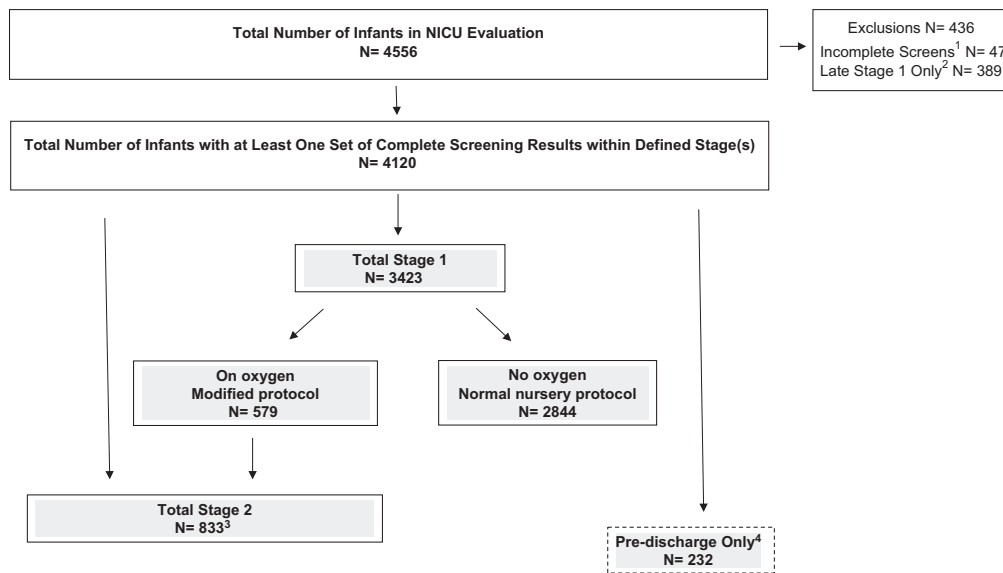 Total Number of Infants in NICU Evaluation
N= 4556
Exclusions N= 436
Incomplete Screens¹ N= 47
Late Stage 1 Only² N= 389
Total Number of Infants with at Least One Set of Complete Screening Results within Defined Stage(s)
N= 4120
Total Stage 1
N= 3423
On oxygen
Modified protocol
N= 579
No oxygen
Normal nursery protocol
N= 2844
Total Stage 2
N= 833³
Pre-discharge Only⁴
N= 232